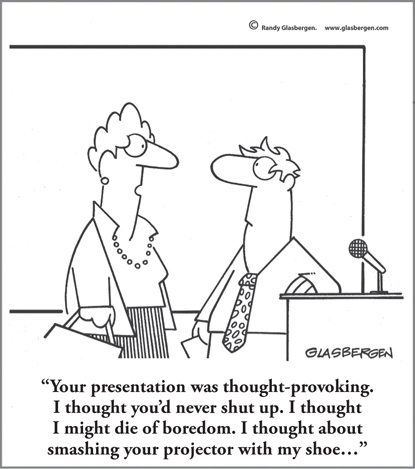 © Randy Glasbergen. www.glasbergen.com
GLASBERGEN
“Your presentation was thought-provoking.
I thought you’d never shut up. I thought
I might die of boredom. I thought about
smashing your projector with my shoe…”